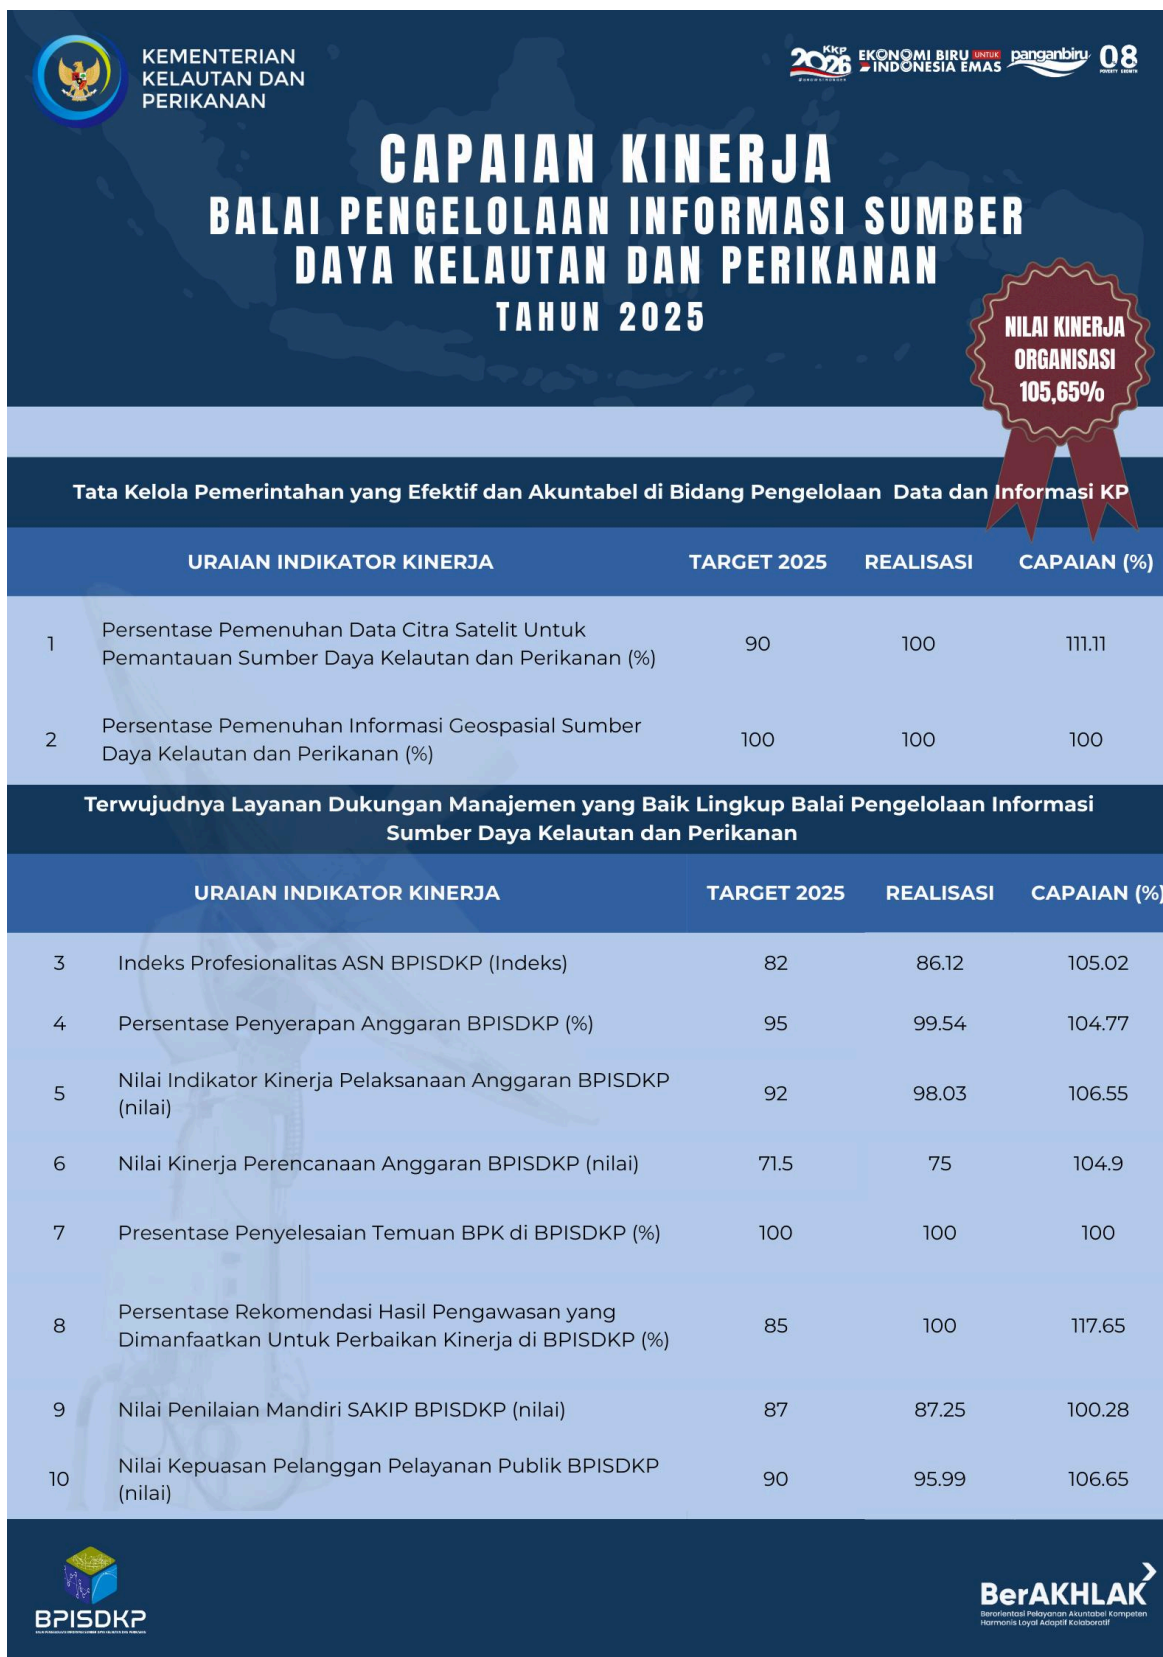 KEMENTERIAN
KELAUTAN DAN
PERIKANAN
KKP
2026
EKONOMI BIRU UNTUK
INDONESIA EMAS
panganbiru
08
CAPAIAN KINERJA
BALAI PENGELOLAAN INFORMASI SUMBER
DAYA KELAUTAN DAN PERIKANAN
TAHUN 2025
NILAI KINERJA
ORGANISASI
105,65%
Tata Kelola Pemerintahan yang Efektif dan Akuntabel di Bidang Pengelolaan Data dan Informasi KP
URAIAN INDIKATOR KINERJA TARGET 2025 REALISASI CAPAIAN (%)
1 Persentase Pemenuhan Data Citra Satelit Untuk
Pemantauan Sumber Daya Kelautan dan Perikanan (%) 90 100 111.11
2 Persentase Pemenuhan Informasi Geospasial Sumber
Daya Kelautan dan Perikanan (%) 100 100 100
Terwujudnya Layanan Dukungan Manajemen yang Baik Lingkup Balai Pengelolaan Informasi
Sumber Daya Kelautan dan Perikanan
URAIAN INDIKATOR KINERJA TARGET 2025 REALISASI CAPAIAN (%)
3 Indeks Profesionalitas ASN BPISDKP (Indeks) 82 86.12 105.02
4 Persentase Penyerapan Anggaran BPISDKP (%) 95 99.54 104.77
5 Nilai Indikator Kinerja Pelaksanaan Anggaran BPISDKP
(nilai) 92 98.03 106.55
6 Nilai Kinerja Perencanaan Anggaran BPISDKP (nilai) 71.5 75 104.9
7 Presentase Penyelesaian Temuan BPK di BPISDKP (%) 100 100 100
8 Persentase Rekomendasi Hasil Pengawasan yang
Dimanfaatkan Untuk Perbaikan Kinerja di BPISDKP (%) 85 100 117.65
9 Nilai Penilaian Mandiri SAKIP BPISDKP (nilai) 87 87.25 100.28
10 Nilai Kepuasan Pelanggan Pelayanan Publik BPISDKP
(nilai) 90 95.99 106.65
BPISDKP
BerAKHLAK
Berorientasi Pelayanan Akuntabel Kompeten
Harmonis Loyal Adaptif Kolaboratif